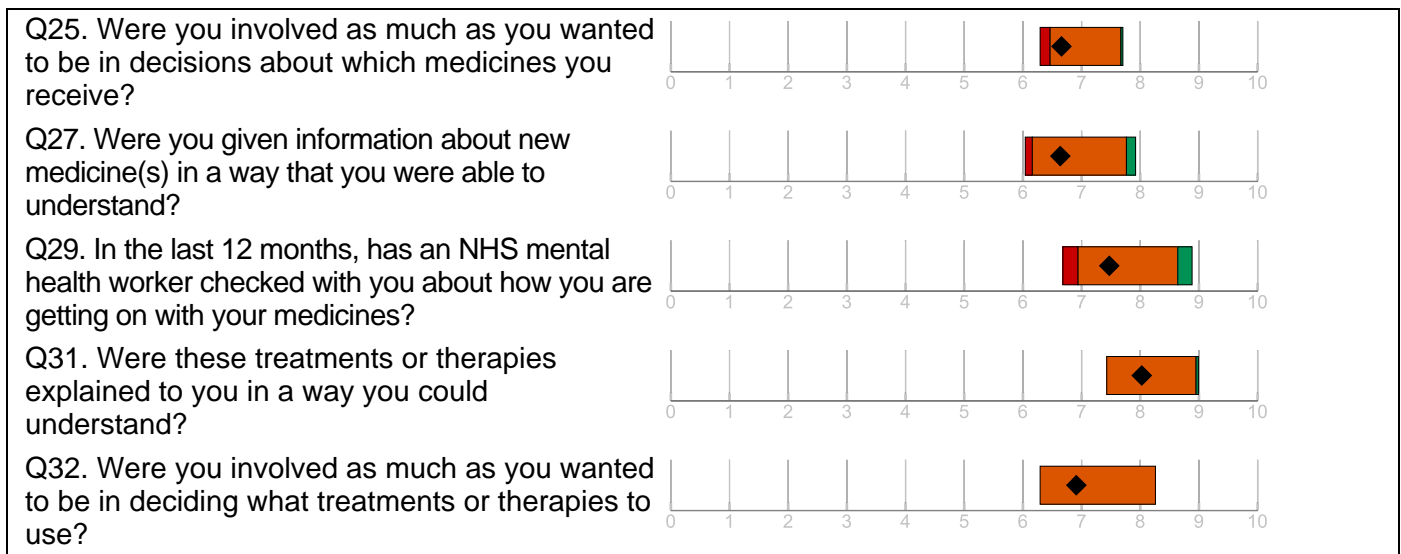 Q25. Were you involved as much as you wanted
to be in decisions about which medicines you
receive?
0 1 2 3 4 5 6 7 8 9 10
Q27. Were you given information about new
medicine(s) in a way that you were able to
understand?
0 1 2 3 4 5 6 7 8 9 10
Q29. In the last 12 months, has an NHS mental
health worker checked with you about how you are
getting on with your medicines?
0 1 2 3 4 5 6 7 8 9 10
Q31. Were these treatments or therapies
explained to you in a way you could
understand?
0 1 2 3 4 5 6 7 8 9 10
Q32. Were you involved as much as you wanted
to be in deciding what treatments or therapies to
use?
0 1 2 3 4 5 6 7 8 9 10